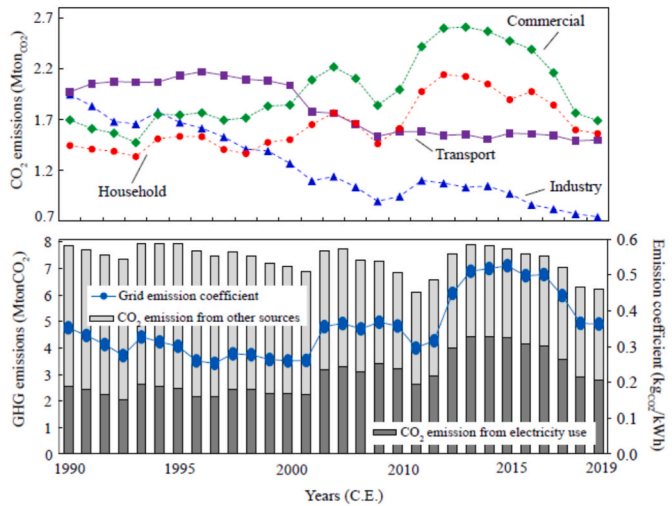 2.7
2.2
1.7
1.2
0.7
CO2 emissions (MtonCO2)
Commercial
Transport
Household
Industry
8
7
6
5
4
3
2
1
0
GHG emissions (MtonCO2)
0.6
0.5
0.4
0.3
0.2
0.1
0.0
Emission coefficient (kgCO2/kWh)
Grid emission coefficient
CO2 emission from other sources
CO2 emission from electricity use
1990 1995 2000 2010 2015 2019
Years (C.E.)